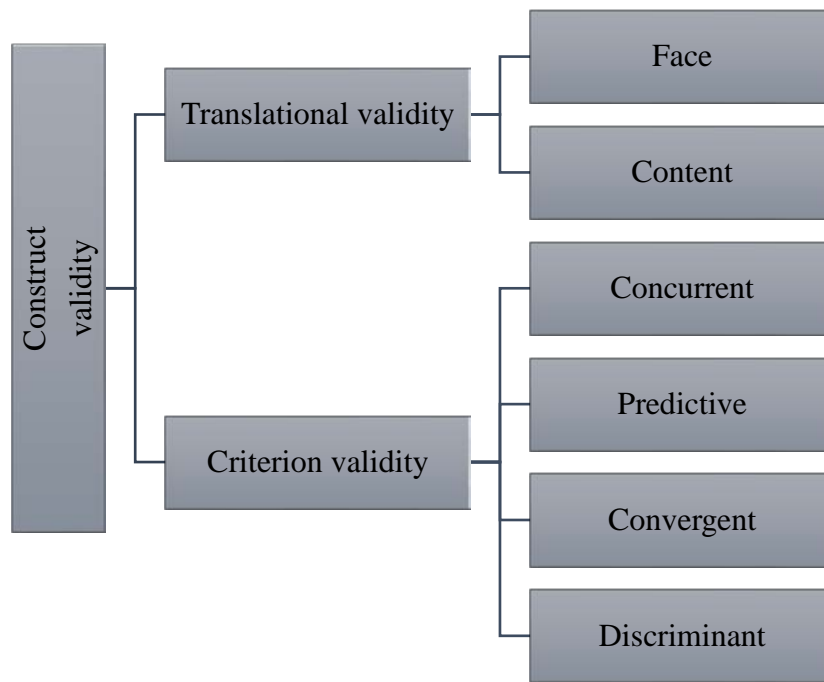 Construct
validity
Translational validity
Face
Content
Criterion validity
Concurrent
Predictive
Convergent
Discriminant